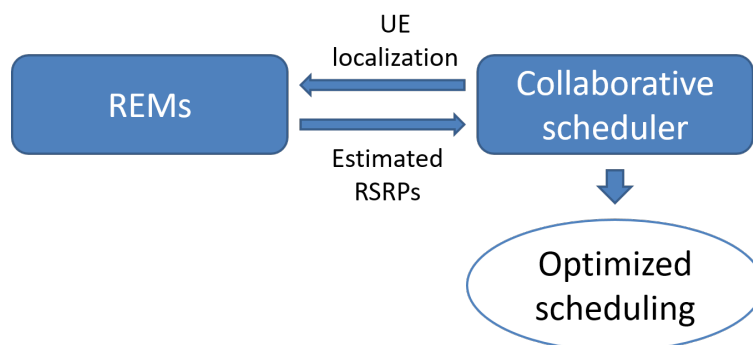 UE
localization
REMs
Collaborative
scheduler
Estimated
RSRPs
Optimized
scheduling